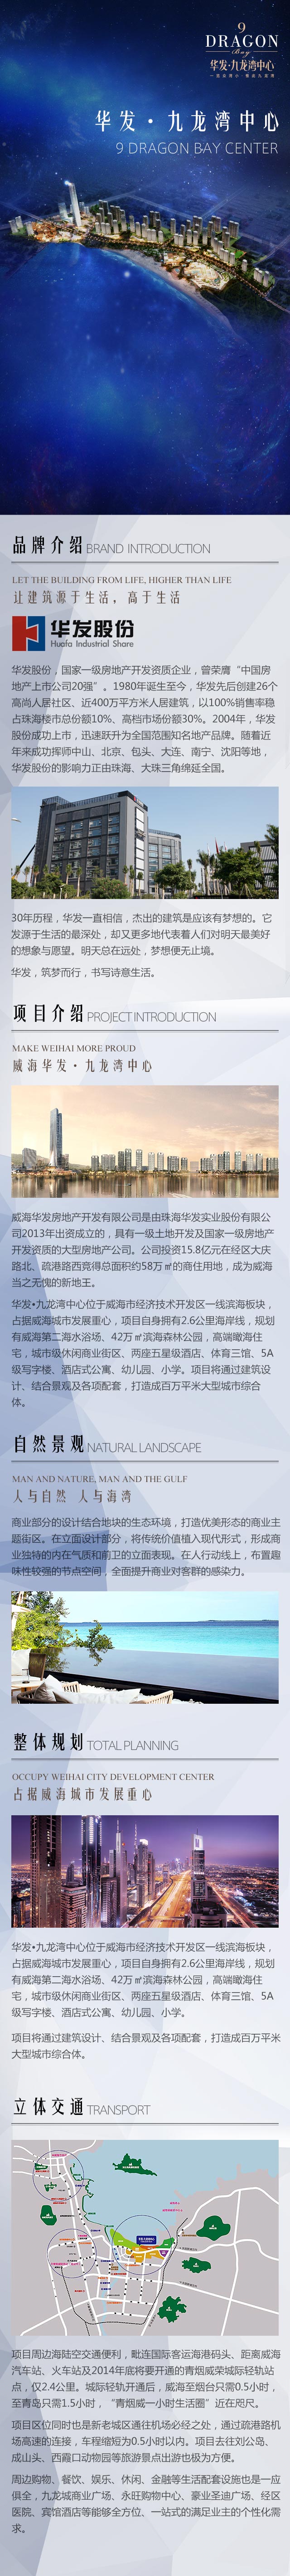 9
DRAGON
Bay
华发·九龙湾中心
华发·九龙湾中心
9 DRAGON BAY CENTER
品牌介绍 BRAND INTRODUCTION
LET THE BUILDING FROM LIFE, HIGHER THAN LIFE
让建筑源于生活，高于生活
华发股份
Huafa Industrial Share
华发股份，国家一级房地产开发资质企业，曾荣膺“中国房
地产上市公司20强”。1980年诞生至今，华发先后创建26个
高尚人居社区、近400万平方米人居建筑，以100%销售率稳
占珠海楼市总份额10%、高档市场份额30%。2004年，华发
股份成功上市，迅速跃升为全国范围知名地产品牌。随着近
年来成功挥师中山、北京、包头、大连、南宁、沈阳等地，
华发股份的影响力正由珠海、大珠三角绵延全国。
30年历程，华发一直相信，杰出的建筑是应该有梦想的。它
发源于生活的最深处，却又更多地代表着人们对明天最美好
的想象与愿望。明天总在远处，梦想便无止境。
华发，筑梦而行，书写诗意生活。
项目介绍 PROJECT INTRODUCTION
MAKE WEIHAI MORE PROUD
威海华发·九龙湾中心
威海华发房地产开发有限公司是由珠海华发实业股份有限公
司2013年出资成立的，具有一级土地开发及国家一级房地产
开发资质的大型房地产公司。公司投资15.8亿元在经区大庆
路北、疏港路西竞得总面积约58万㎡的商住用地，成为威海
当之无愧的新地王。
华发•九龙湾中心位于威海市经济技术开发区一线滨海板块，
占据威海城市发展重心，项目自身拥有2.6公里海岸线，规划
有威海第二海水浴场、42万㎡滨海森林公园，高端瞰海住
宅，城市级休闲商业街区、两座五星级酒店、体育三馆、5A
级写字楼、酒店式公寓、幼儿园、小学。项目将通过建筑设
计、结合景观及各项配套，打造成百万平米大型城市综合
体。
自然景观 NATURAL LANDSCAPE
MAN AND NATURE, MAN AND THE GULF
人与自然 人与海湾
商业部分的设计结合地块的生态环境，打造优美形态的商业主
题街区。在立面设计部分，将传统价值植入现代形式，形成商
业独特的内在气质和前卫的立面表现。在人行动线上，布置趣
味性较强的节点空间，全面提升商业对客群的感染力。
整体规划 TOTAL PLANNING
OCCUPY WEIHAI CITY DEVELOPMENT CENTER
占据威海城市发展重心
华发•九龙湾中心位于威海市经济技术开发区一线滨海板块，
占据威海城市发展重心，项目自身拥有2.6公里海岸线，规划
有威海第二海水浴场、42万㎡滨海森林公园，高端瞰海住
宅，城市级休闲商业街区、两座五星级酒店、体育三馆、5A
级写字楼、酒店式公寓、幼儿园、小学。
项目将通过建筑设计、结合景观及各项配套，打造成百万平米
大型城市综合体。
立体交通 TRANSPORT
项目周边海陆空交通便利，毗连国际客运海港码头、距离威海
汽车站、火车站及2014年底将要开通的青烟威荣城际轻轨站
点，仅2.4公里。城际轻轨开通后，威海至烟台只需0.5小时，
至青岛只需1.5小时，“青烟威一小时生活圈”近在咫尺。
项目区位同时也是新老城区通往机场必经之处，通过疏港路机
场高速的连接，车程缩短为0.5小时以内。项目去往刘公岛、
成山头、西霞口动物园等旅游景点出游也极为方便。
周边购物、餐饮、娱乐、休闲、金融等生活配套设施也是一应
俱全，九龙城商业广场、永旺购物中心、豪业圣迪广场、经区
医院、宾馆酒店等能够全方位、一站式的满足业主的个性化需
求。